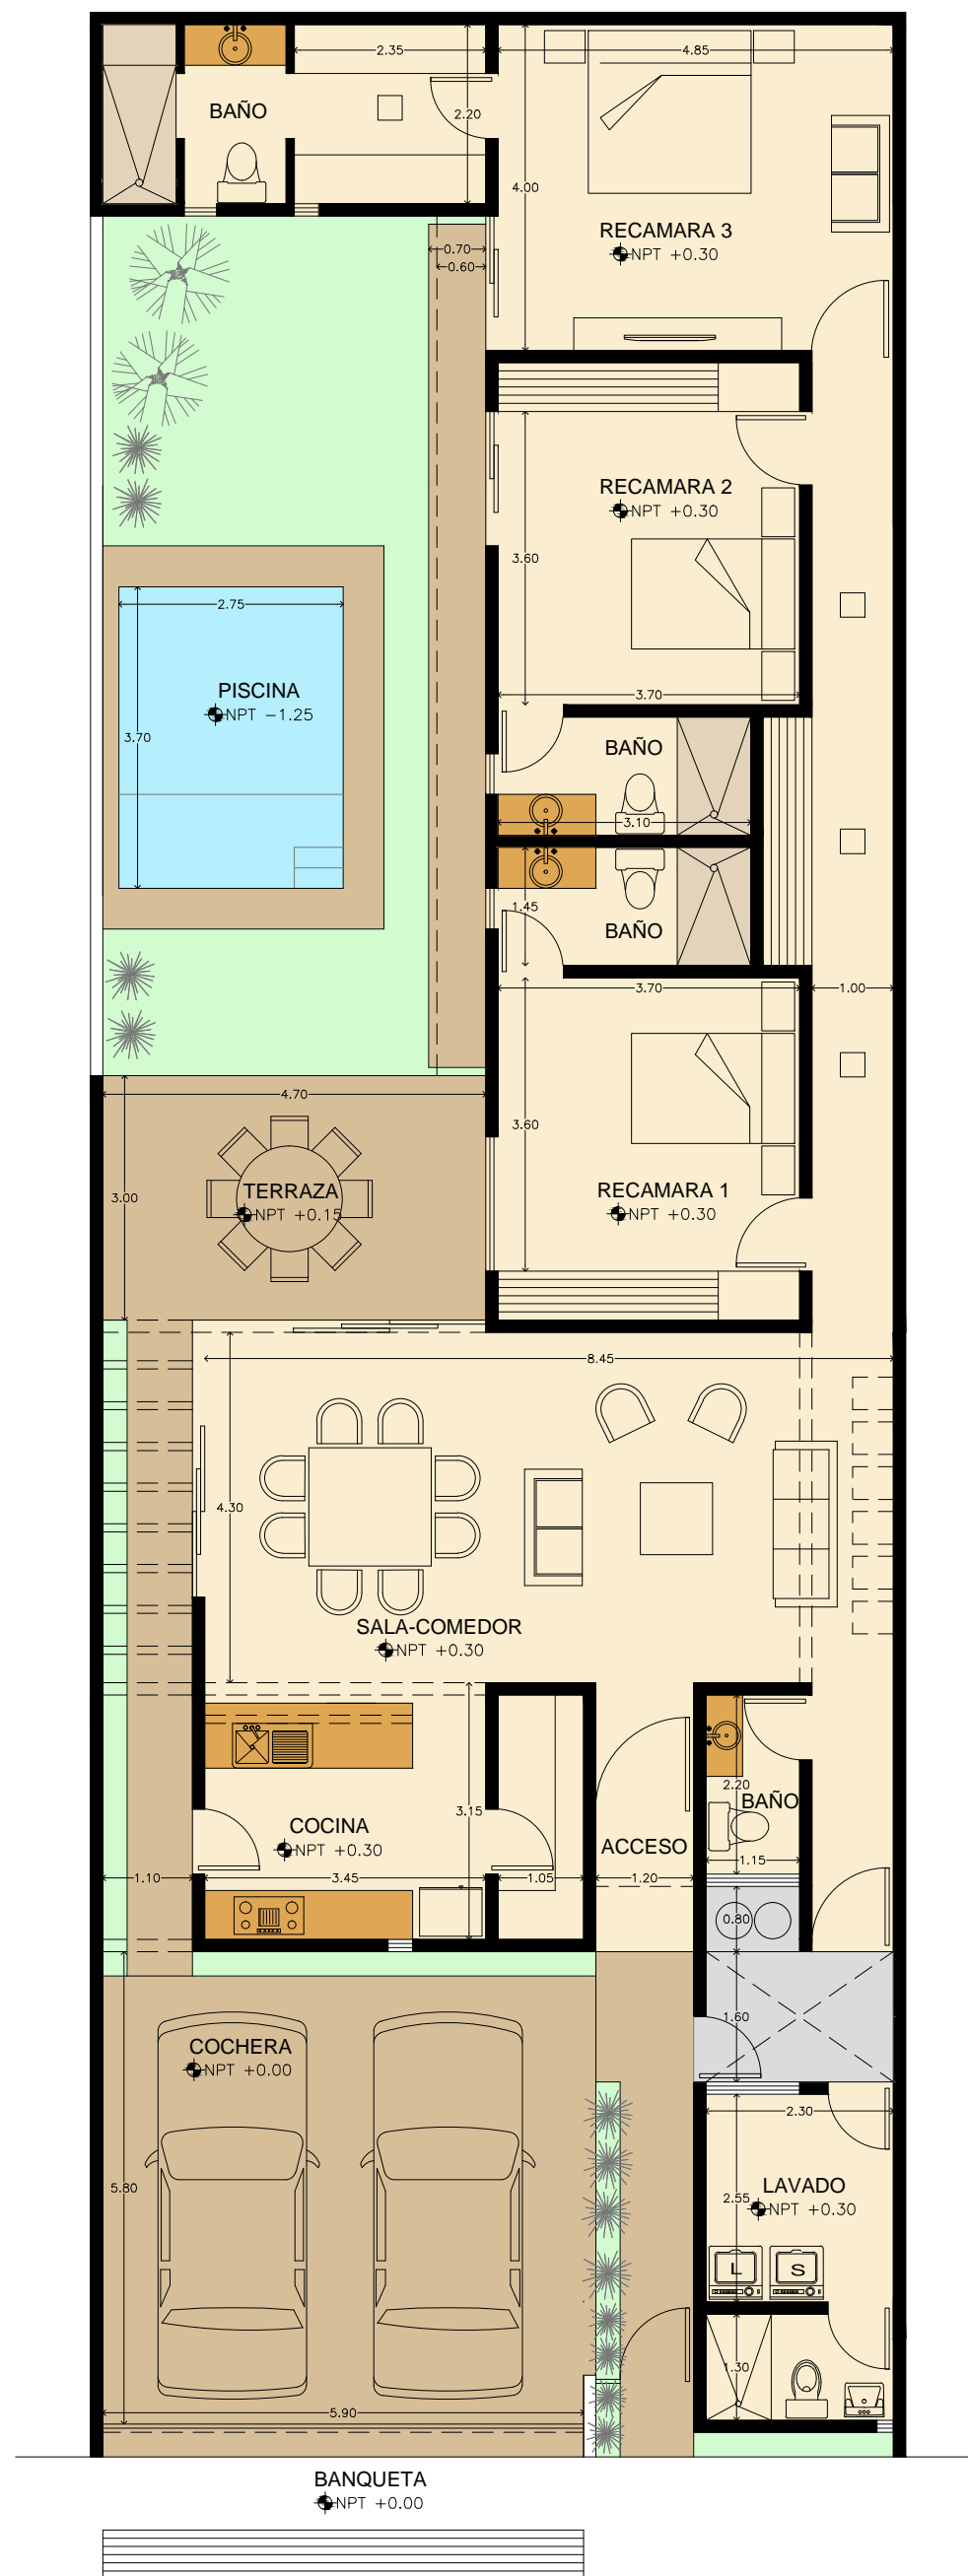 2.35
4.85
BAÑO
2.20
4.00
RECAMARA 3
NPT +0.30
0.70
0.60
RECAMARA 2
NPT +0.30
3.60
2.75
PISCINA
NPT −1.25
3.70
3.70
BAÑO
3.10
1.45
BAÑO
3.70
1.00
4.70
3.60
TERRAZA
NPT +0.15
3.00
RECAMARA 1
NPT +0.30
8.45
4.30
SALA-COMEDOR
NPT +0.30
2.20
BAÑO
3.15
COCINA
NPT +0.30
ACCESO
1.15
1.10
3.45
1.05
1.20
0.80
1.60
COCHERA
NPT +0.00
2.30
5.80
LAVADO
2.55
NPT +0.30
L
S
1.30
5.90
BANQUETA
NPT +0.00